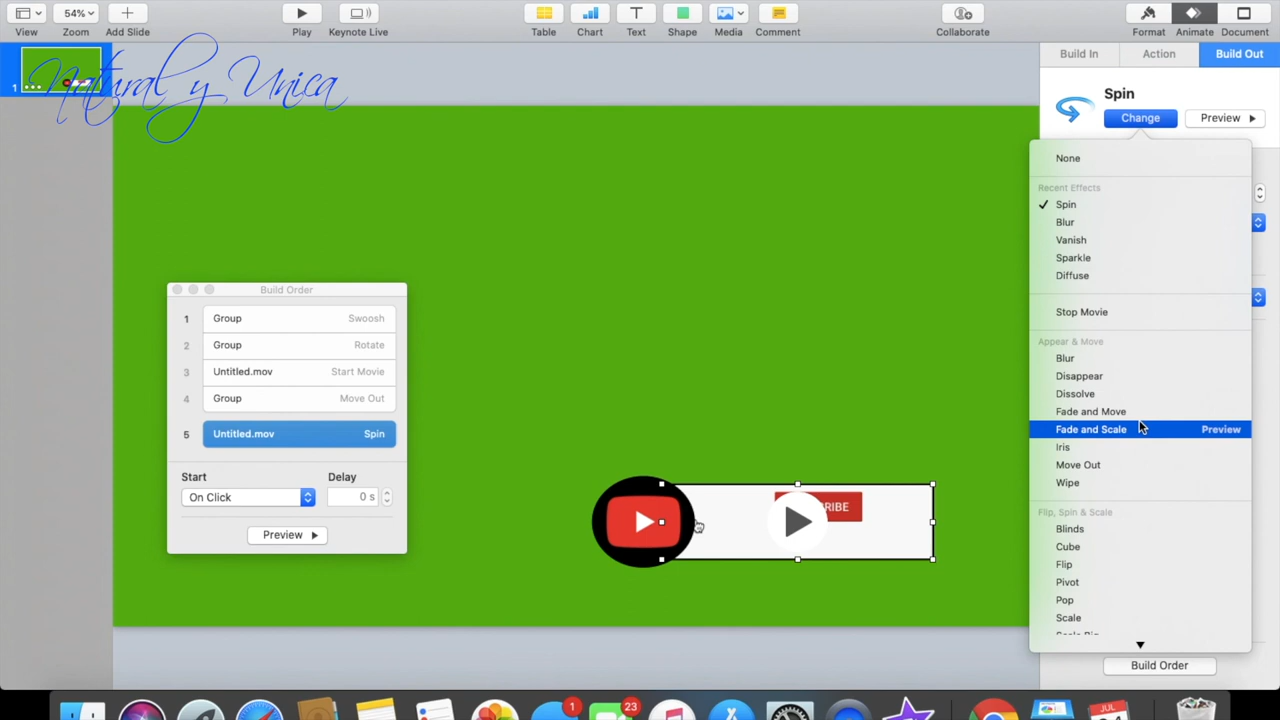 View
54%
Zoom
Add Slide
Play
Keynote Live
Table
Chart
Text
Shape
Media
Comment
Collaborate
Format
Animate
Document
Natural y Unica
1
Build In
Action
Build Out
Spin
Change
Preview
None
Recent Effects
Spin
Blur
Vanish
Sparkle
Diffuse
Stop Movie
Appear & Move
Blur
Disappear
Dissolve
Fade and Move
Fade and Scale Preview
Iris
Move Out
Wipe
Flip, Spin & Scale
Blinds
Cube
Flip
Pivot
Pop
Scale
Build Order
Build Order
1 Group Swoosh
2 Group Rotate
3 Untitled.mov Start Movie
4 Group Move Out
5 Untitled.mov Spin
Start Delay
On Click 0 s
Preview
RIBE
1
23
JUL